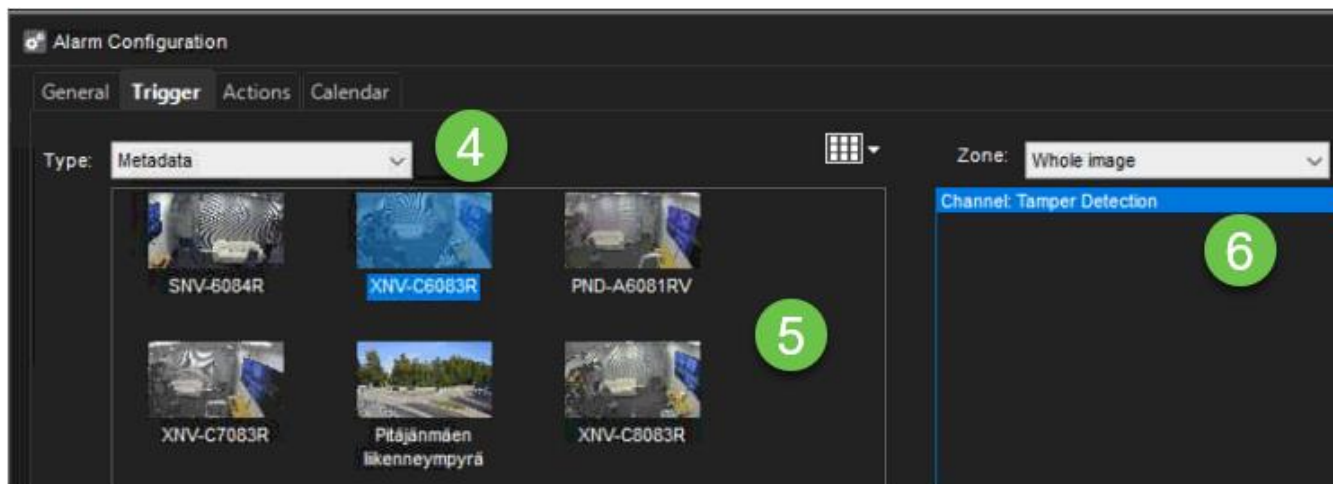 Alarm Configuration
General Trigger Actions Calendar
Type: Metadata 4 Zone: Whole image
Channel: Tamper Detection
6
SNV-6084R XNV-C6083R PND-A6081RV
5
XNV-C7083R Pitäjänmäen liikenneympyrä XNV-C8083R